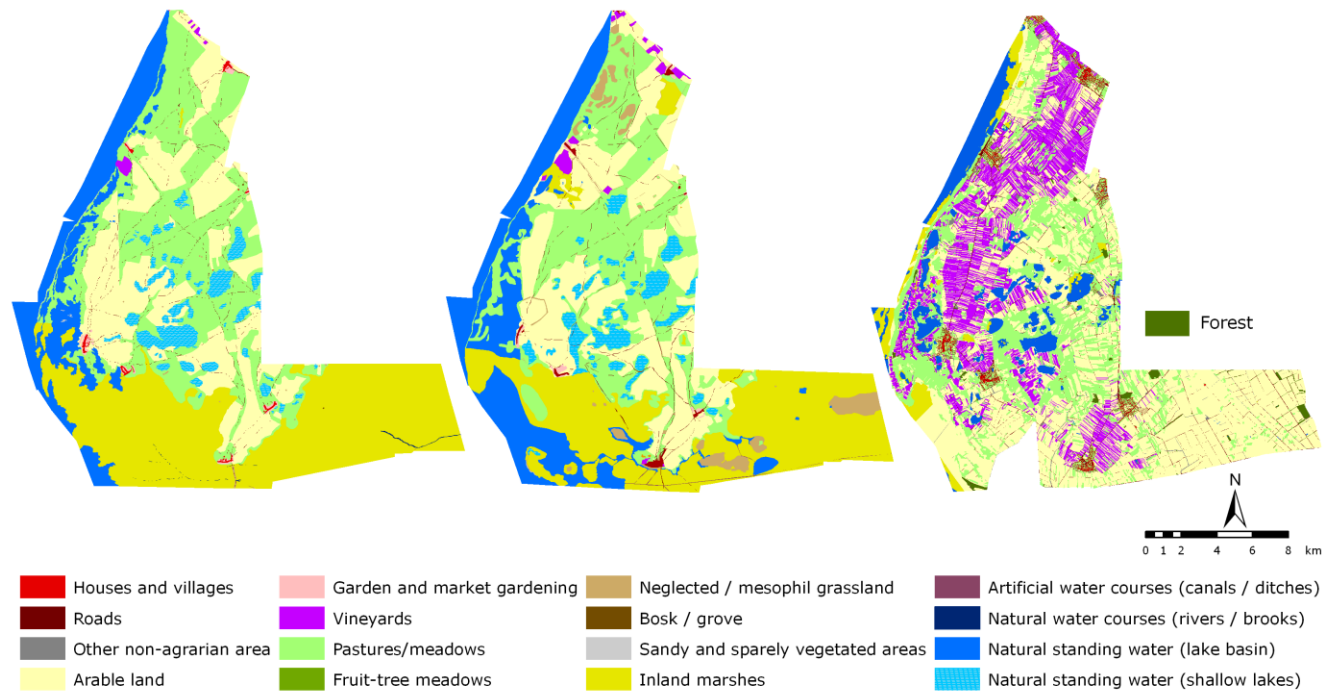 Forest
N
0 1 2 4 6 8 km
Houses and villages
Roads
Other non-agrarian area
Arable land
Garden and market gardening
Vineyards
Pastures/meadows
Fruit-tree meadows
Neglected / mesophil grassland
Bosk / grove
Sandy and sparely vegetated areas
Inland marshes
Artificial water courses (canals / ditches)
Natural water courses (rivers / brooks)
Natural standing water (lake basin)
Natural standing water (shallow lakes)